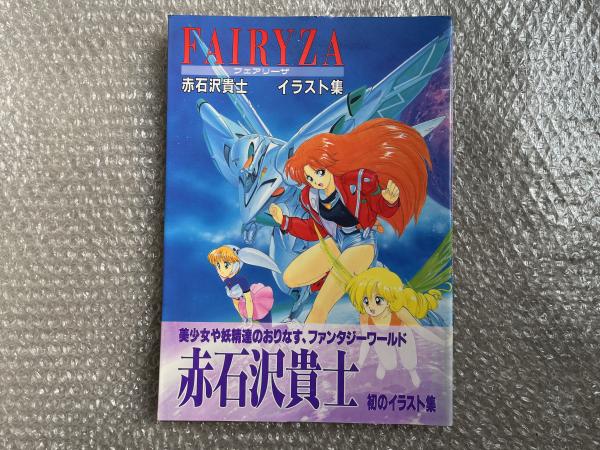 FAIRYZA
フェアリーザ
赤石沢貴士 イラスト集
美少女や妖精達のおりなす、ファンタジーワールド
赤石沢貴士 初のイラスト集